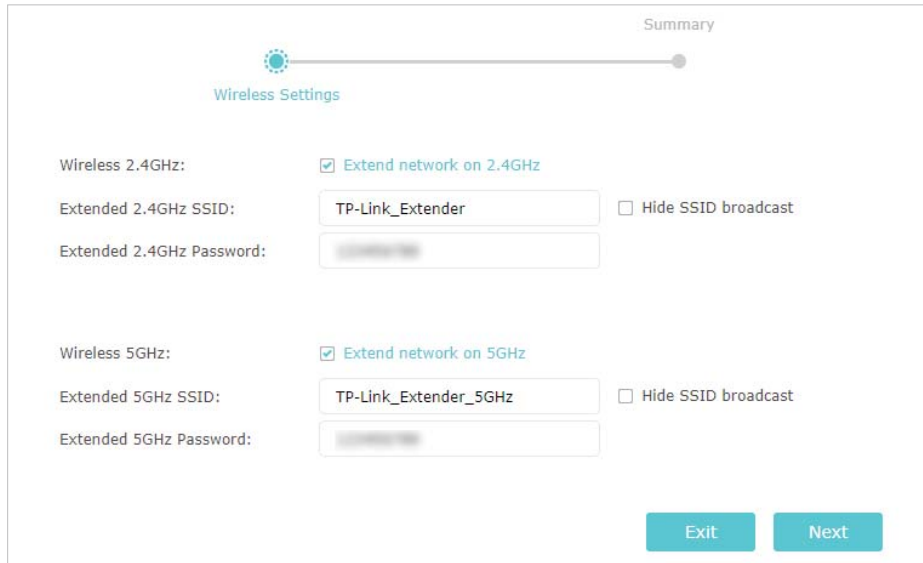 Summary
Wireless Settings
Wireless 2.4GHz: Extend network on 2.4GHz
Extended 2.4GHz SSID: TP-Link_Extender Hide SSID broadcast
Extended 2.4GHz Password:
Wireless 5GHz: Extend network on 5GHz
Extended 5GHz SSID: TP-Link_Extender_5GHz Hide SSID broadcast
Extended 5GHz Password:
Exit Next